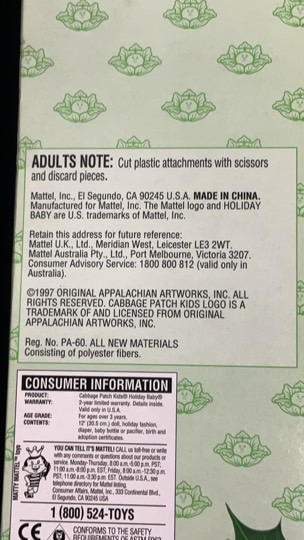 ADULTS NOTE: Cut plastic attachments with scissors
and discard pieces.
Mattel, Inc., El Segundo, CA 90245 U.S.A. MADE IN CHINA.
Manufactured for Mattel, Inc. The Mattel logo and HOLIDAY
BABY are U.S. trademarks of Mattel, Inc.
Retain this address for future reference:
Mattel U.K., Ltd., Meridian West, Leicester LE3 2WT.
Mattel Australia Pty., Ltd., Port Melbourne, Victoria 3207.
Consumer Advisory Service: 1800 800 812 (valid only in
Australia).
©1997 ORIGINAL APPALACHIAN ARTWORKS, INC. ALL
RIGHTS RESERVED. CABBAGE PATCH KIDS LOGO IS A
TRADEMARK OF AND LICENSED FROM ORIGINAL
APPALACHIAN ARTWORKS, INC.
Reg. No. PA-60. ALL NEW MATERIALS
Consisting of polyester fibers.
CONSUMER INFORMATION
PRODUCT: Cabbage Patch Kids® Holiday Baby®
WARRANTY: 2-year limited warranty. Details inside.
Valid only in U.S.A.
AGE GRADE: For ages over 3 years.
CONTENTS: 12" (30.5 cm) doll, holiday fashion,
diaper, baby bottle or pacifier, birth and
adoption certificates.
MATTY MATTEL™ says
YOU CAN TELL IT'S MATTEL! CALL us toll-free or write
with any comments or questions about our products or
service. Monday-Thursday, 8:00 a.m.-5:00 p.m. PST;
11:00 a.m.-8:00 p.m. EST; Friday, 8:00 a.m.-12:30 p.m.
PST; 11:00 a.m.-3:30 p.m. EST. Outside U.S.A., see
telephone directory for Mattel listing.
Consumer Affairs, Mattel, Inc., 333 Continental Blvd.,
El Segundo, CA 90245 USA
1 (800) 524-TOYS
CE CONFORMS TO THE SAFETY
REQUIREMENTS OF ASTM F963